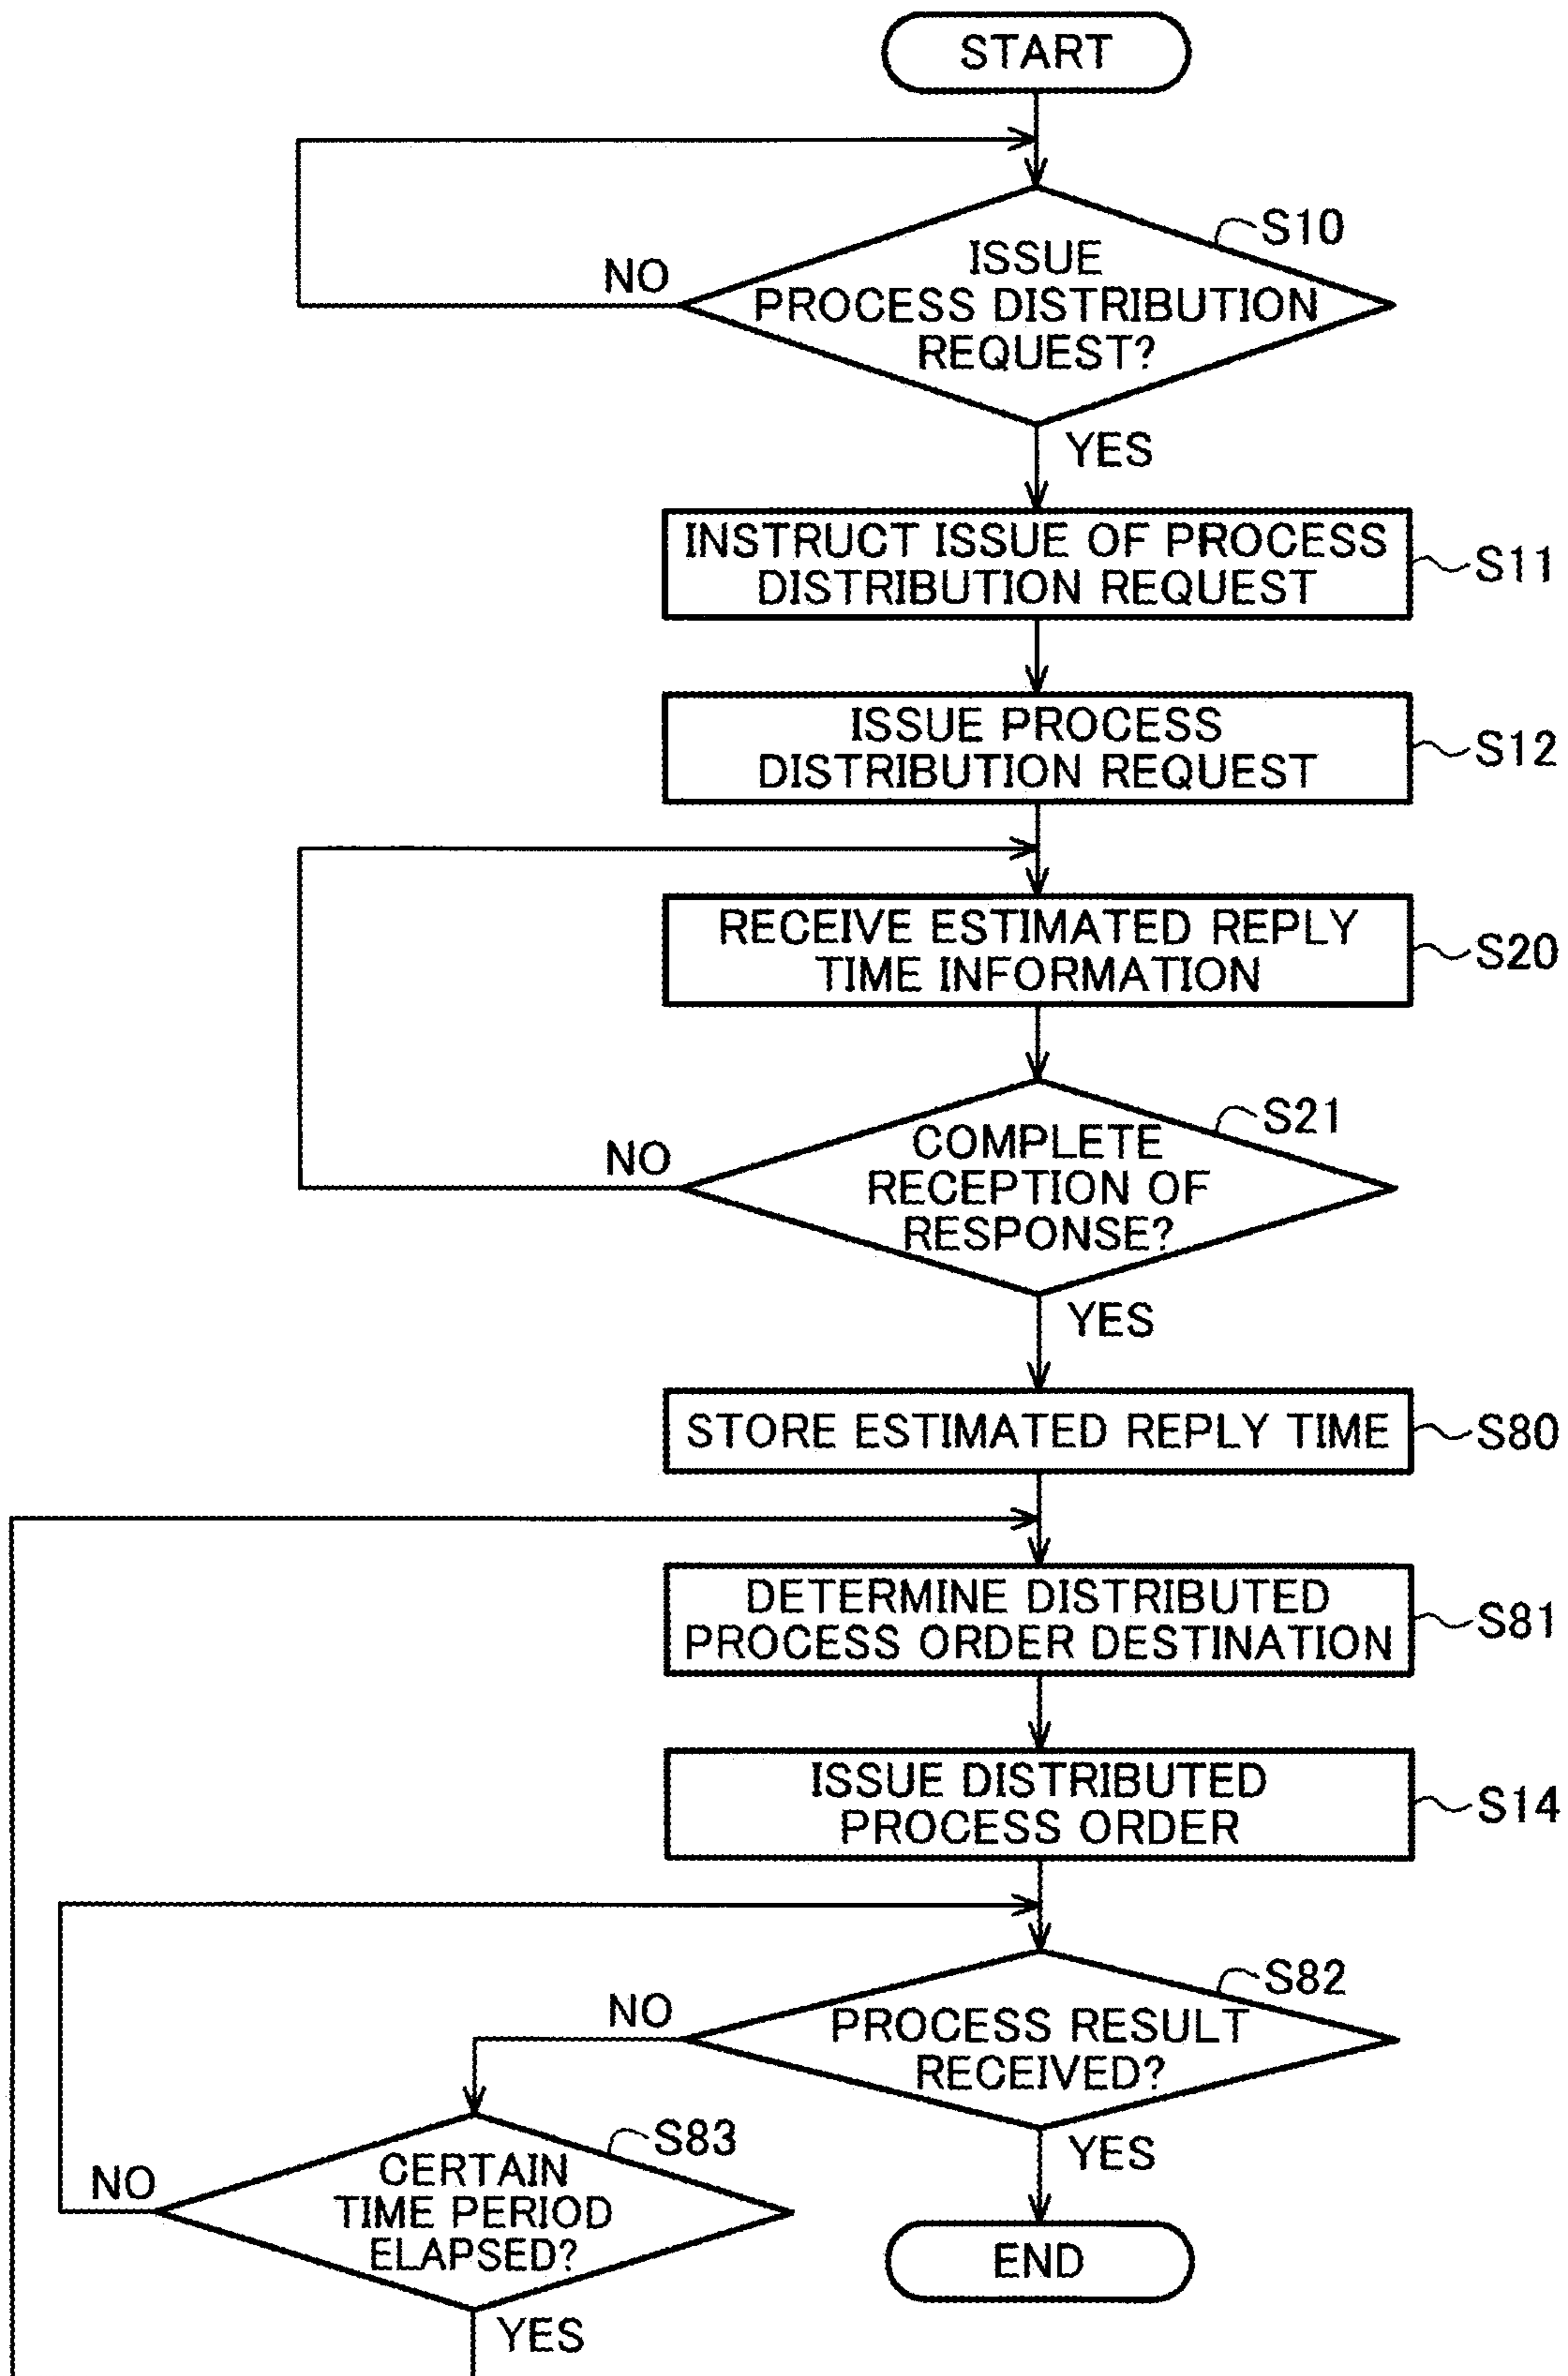 START
S10
ISSUE
PROCESS DISTRIBUTION
REQUEST?
NO
YES
INSTRUCT ISSUE OF PROCESS
DISTRIBUTION REQUEST
S11
ISSUE PROCESS
DISTRIBUTION REQUEST
S12
RECEIVE ESTIMATED REPLY
TIME INFORMATION
S20
S21
COMPLETE
RECEPTION OF
RESPONSE?
NO
YES
STORE ESTIMATED REPLY TIME
S80
DETERMINE DISTRIBUTED
PROCESS ORDER DESTINATION
S81
ISSUE DISTRIBUTED
PROCESS ORDER
S14
S82
PROCESS RESULT
RECEIVED?
NO
YES
S83
CERTAIN
TIME PERIOD
ELAPSED?
NO
YES
END